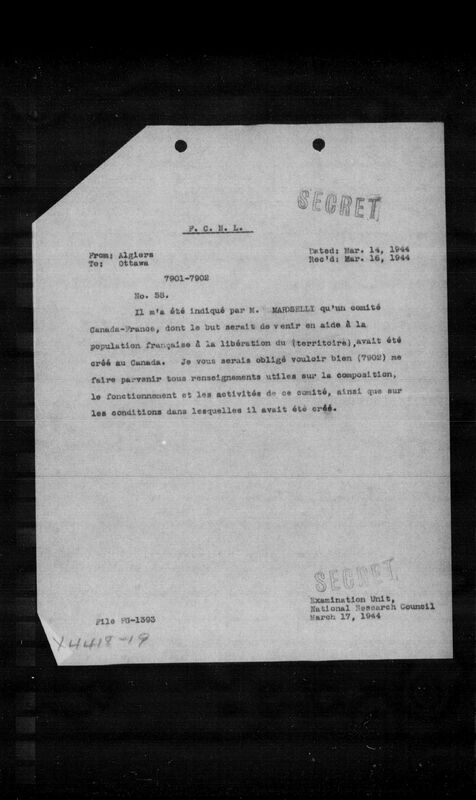 SECRET
F. C. N. L.
From: Algiers
To: Ottawa
Dated: Mar. 14, 1944
Rec'd: Mar. 16, 1944
7901-7902
No. 58.
Il m'a été indiqué par M. MAROSELLI qu'un comité
Canada-France, dont le but serait de venir en aide à la
population française à la libération du (territoire), avait été
créé au Canada. Je vous serais obligé vouloir bien (7902) me
faire parvenir tous renseignements utiles sur la composition,
le fonctionnement et les activités de ce comité, ainsi que sur
les conditions dans lesquelles il avait été créé.
SECRET
Examination Unit,
National Research Council
March 17, 1944
File FG-1393
X4418-19